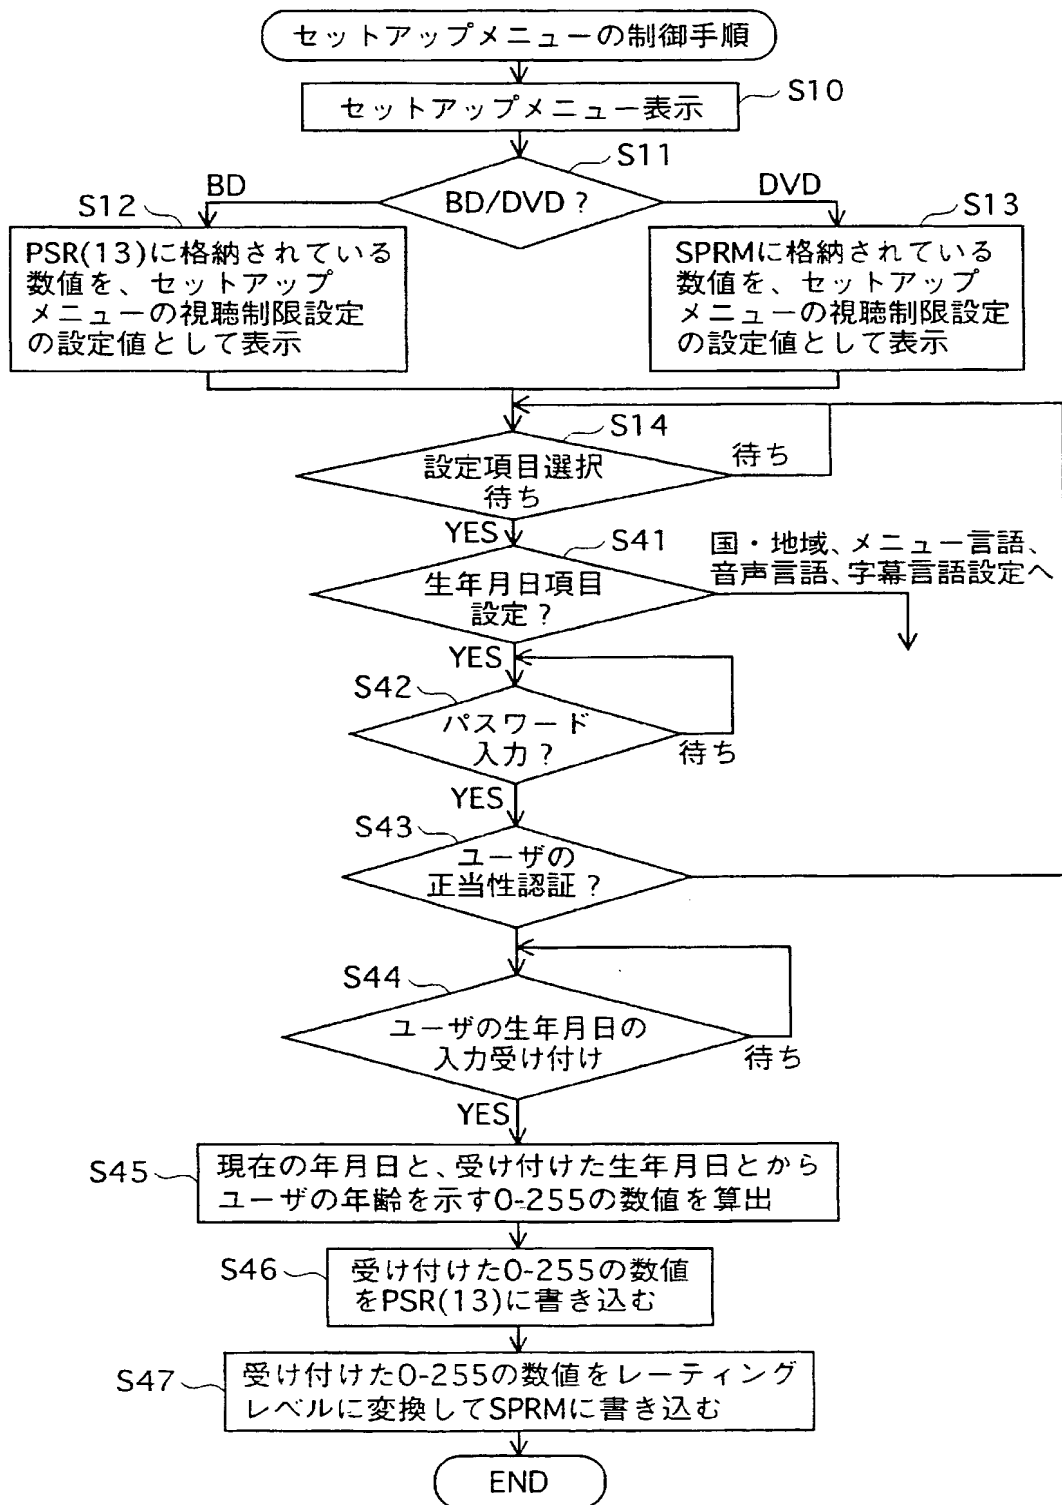 セットアップメニューの制御手順
セットアップメニュー表示
S10
S11
BD/DVD？
BD
DVD
S12
PSR(13)に格納されている
数値を、セットアップ
メニューの視聴制限設定
の設定値として表示
S13
SPRMに格納されている
数値を、セットアップ
メニューの視聴制限設定
の設定値として表示
S14
設定項目選択
待ち
待ち
YES
S41
生年月日項目
設定？
国・地域、メニュー言語、
音声言語、字幕言語設定へ
YES
S42
パスワード
入力？
待ち
YES
S43
ユーザの
正当性認証？
S44
ユーザの生年月日の
入力受け付け
待ち
YES
S45
現在の年月日と、受け付けた生年月日とから
ユーザの年齢を示す0-255の数値を算出
S46
受け付けた0-255の数値
をPSR(13)に書き込む
S47
受け付けた0-255の数値をレーティング
レベルに変換してSPRMに書き込む
END